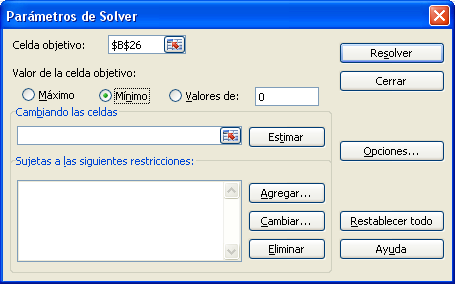 Parámetros de Solver
Celda objetivo: $B$26
Resolver
Valor de la celda objetivo:
Cerrar
Máximo Mínimo Valores de: 0
Cambiando las celdas
Estimar
Opciones...
Sujetas a las siguientes restricciones:
Agregar...
Cambiar...
Restablecer todo
Eliminar
Ayuda